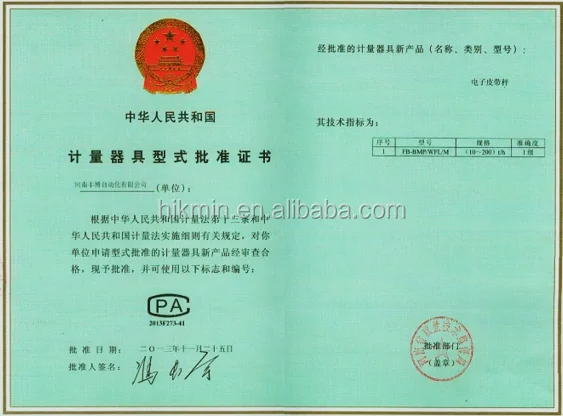 中华人民共和国
计量器具型式批准证书
河南丰博自动化有限公司 (单位):
根据中华人民共和国计量法第十三条和中
华人民共和国计量法实施细则有关规定，对你
单位申请型式批准的计量器具新产品经审查合
格，现予批准，并可使用以下标志和编号:
CPA
2013F273-41
批准日期: 二〇一三年十一月二十五日
批准人签名:
经批准的计量器具新产品 (名称、类别、型号):
电子皮带秤
其技术指标为:
序号 型号 规格 准确度
1 FB-BMP/WFL/M (10～200) t/h 1级
批准部门
(盖章)
hikmin.en.alibaba.com